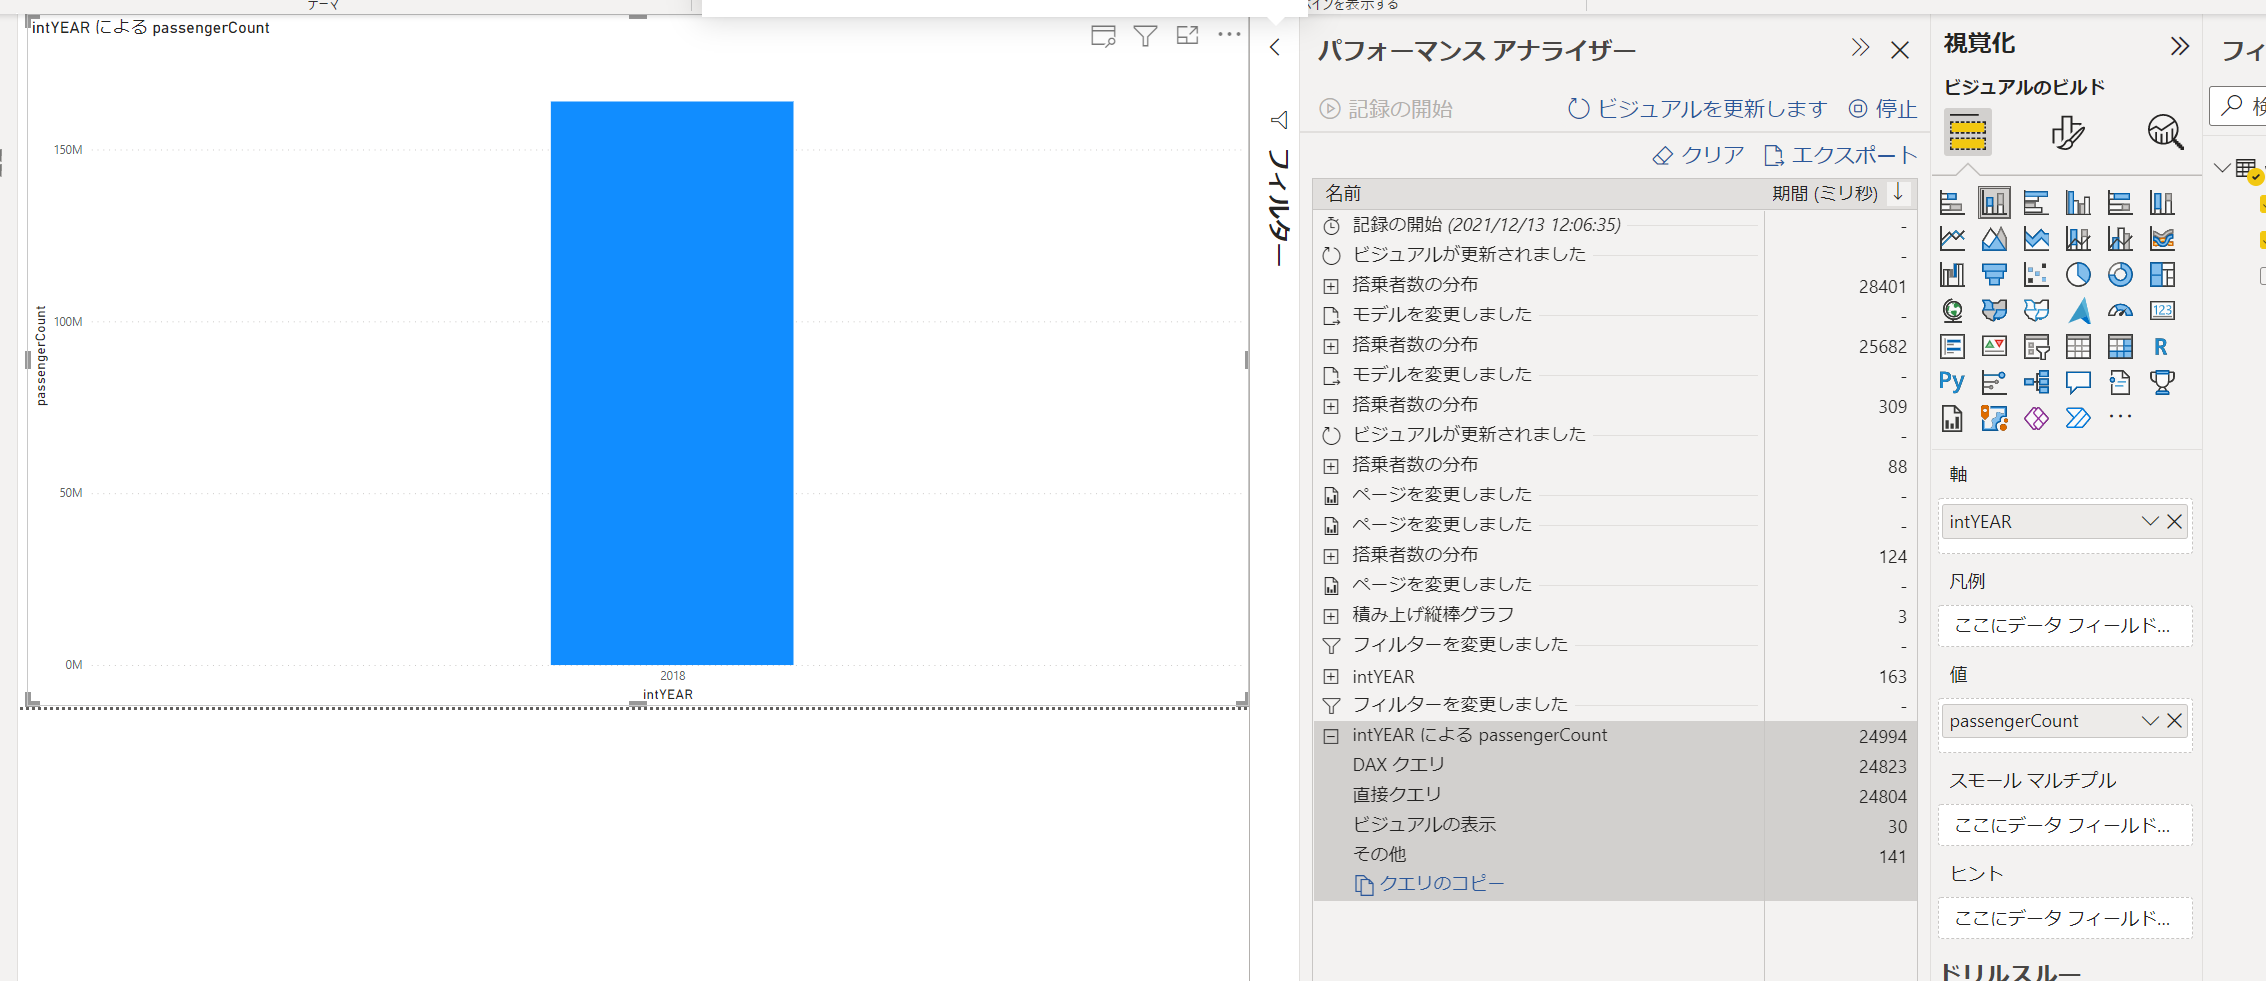 テーマ
intYEAR による passengerCount
150M
100M
50M
0M
passengerCount
2018
intYEAR
フィルター
パフォーマンス アナライザー
記録の開始
ビジュアルを更新します
停止
クリア
エクスポート
名前
期間 (ミリ秒)
記録の開始 (2021/12/13 12:06:35)
-
ビジュアルが更新されました
-
搭乗者数の分布
28401
モデルを変更しました
-
搭乗者数の分布
25682
モデルを変更しました
-
搭乗者数の分布
309
ビジュアルが更新されました
-
搭乗者数の分布
88
ページを変更しました
-
ページを変更しました
-
搭乗者数の分布
124
ページを変更しました
-
積み上げ縦棒グラフ
3
フィルターを変更しました
-
intYEAR
163
フィルターを変更しました
-
intYEAR による passengerCount
24994
DAX クエリ
24823
直接クエリ
24804
ビジュアルの表示
30
その他
141
クエリのコピー
視覚化
ビジュアルのビルド
123
R
Py
軸
intYEAR
凡例
ここにデータ フィールド...
値
passengerCount
スモール マルチプル
ここにデータ フィールド...
ヒント
ここにデータ フィールド...
ドリルスルー
フィ
検